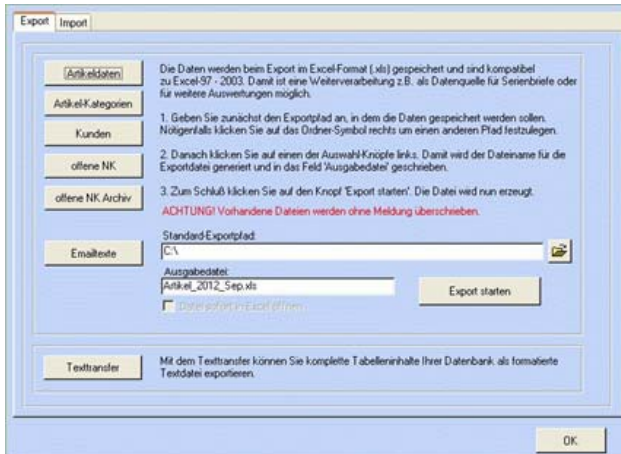 Export Import
Artikeldaten
Artikel-Kategorien
Kunden
offene NK
offene NK Archiv
Die Daten werden beim Export im Excel-Format (.xls) gespeichert und sind kompatibel
zu Excel-97 - 2003. Damit ist eine Weiterverarbeitung z.B. als Datenquelle für Serienbriefe oder
für weitere Auswertungen möglich.
1. Geben Sie zunächst den Exportpfad an, in dem die Daten gespeichert werden sollen.
Nötigenfalls klicken Sie auf das Ordner-Symbol rechts um einen anderen Pfad festzulegen.
2. Danach klicken Sie auf einen der Auswahl-Knöpfe links. Damit wird der Dateiname für die
Exportdatei generiert und in das Feld 'Ausgabedatei' geschrieben.
3. Zum Schluß klicken Sie auf den Knopf 'Export starten'. Die Datei wird nun erzeugt.
ACHTUNG! Vorhandene Dateien werden ohne Meldung überschrieben.
Emailtexte
Standard-Exportpfad:
C:\
Ausgabedatei:
Artikel_2012_Sep.xls
Export starten
Datei sofort in Excel öffnen
Texttransfer
Mit dem Texttransfer können Sie komplette Tabelleninhalte Ihrer Datenbank als formatierte
Textdatei exportieren.
OK